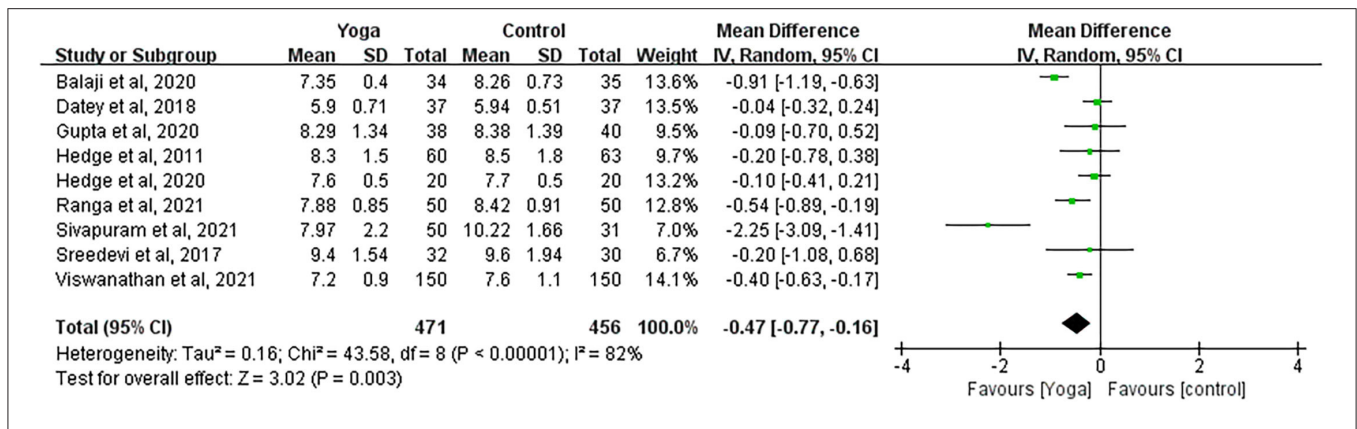 Yoga Control Mean Difference Mean Difference
Study or Subgroup Mean SD Total Mean SD Total Weight IV, Random, 95% CI IV, Random, 95% CI
Balaji et al, 2020 7.35 0.4 34 8.26 0.73 35 13.6% -0.91 [-1.19, -0.63]
Datey et al, 2018 5.9 0.71 37 5.94 0.51 37 13.5% -0.04 [-0.32, 0.24]
Gupta et al, 2020 8.29 1.34 38 8.38 1.39 40 9.5% -0.09 [-0.70, 0.52]
Hedge et al, 2011 8.3 1.5 60 8.5 1.8 63 9.7% -0.20 [-0.78, 0.38]
Hedge et al, 2020 7.6 0.5 20 7.7 0.5 20 13.2% -0.10 [-0.41, 0.21]
Ranga et al, 2021 7.88 0.85 50 8.42 0.91 50 12.8% -0.54 [-0.89, -0.19]
Sivapuram et al, 2021 7.97 2.2 50 10.22 1.66 31 7.0% -2.25 [-3.09, -1.41]
Sreedevi et al, 2017 9.4 1.54 32 9.6 1.94 30 6.7% -0.20 [-1.08, 0.68]
Viswanathan et al, 2021 7.2 0.9 150 7.6 1.1 150 14.1% -0.40 [-0.63, -0.17]
Total (95% CI) 471 456 100.0% -0.47 [-0.77, -0.16]
Heterogeneity: Tau² = 0.16; Chi² = 43.58, df = 8 (P < 0.00001); I² = 82%
Test for overall effect: Z = 3.02 (P = 0.003)
-4 -2 0 2 4
Favours [Yoga] Favours [control]